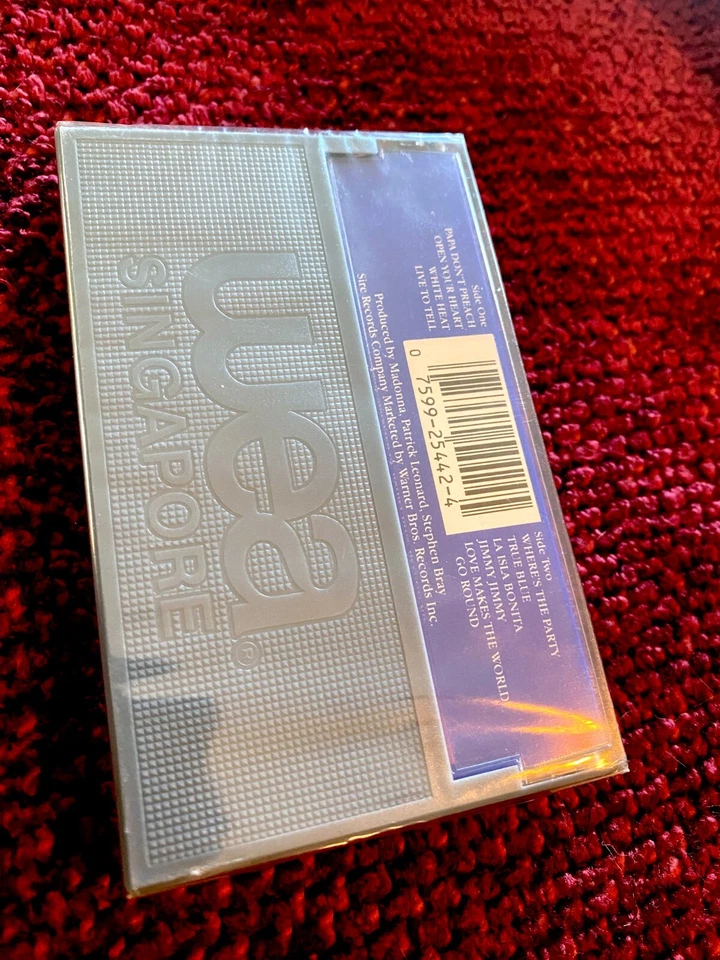 Side One
PAPA DON'T PREACH
OPEN YOUR HEART
WHITE HEAT
LIVE TO TELL
0 7599-25442-4
Side Two
WHERE'S THE PARTY
TRUE BLUE
LA ISLA BONITA
JIMMY JIMMY
LOVE MAKES THE WORLD
GO ROUND
Produced by Madonna, Patrick Leonard, Stephen Bray
Sire Records Company Marketed by Warner Bros. Records Inc.
wea©
SINGAPORE